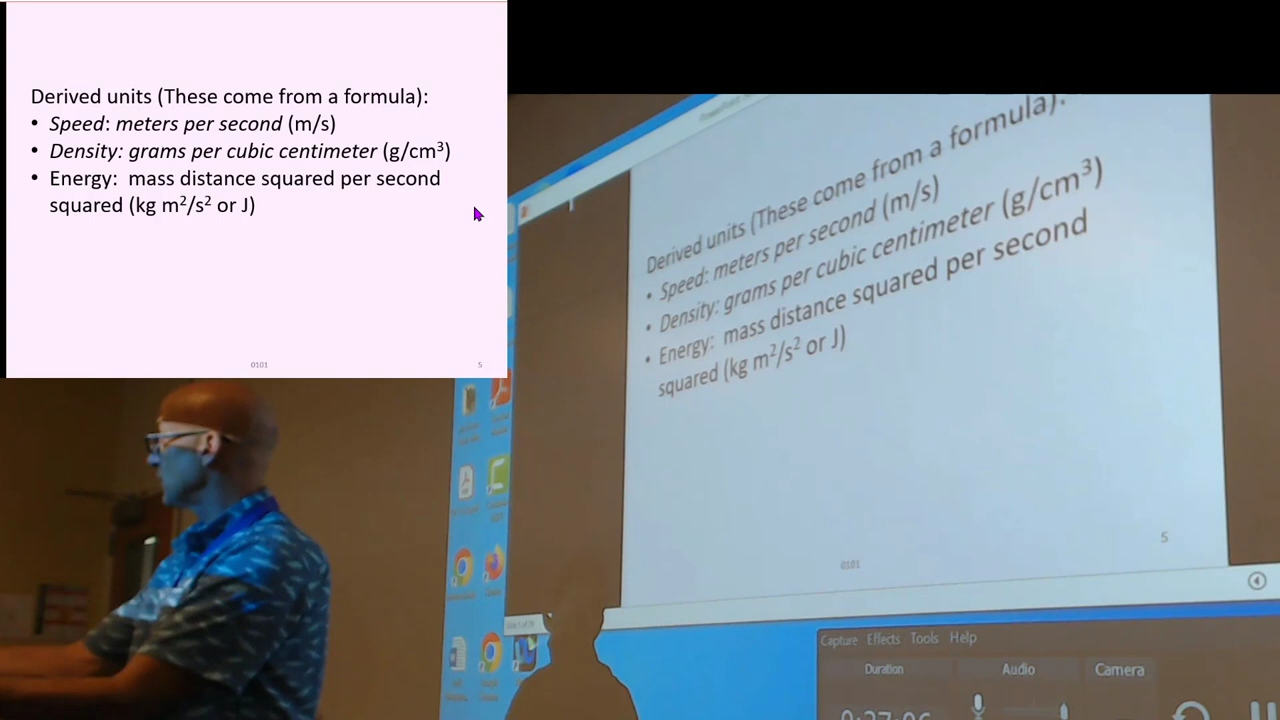 Derived units (These come from a formula):
• Speed: meters per second (m/s)
• Density: grams per cubic centimeter (g/cm³)
• Energy:  mass distance squared per second
squared (kg m²/s² or J)
0101
5
Derived units (These come from a formula):
• Speed: meters per second (m/s)
• Density: grams per cubic centimeter (g/cm³)
• Energy:  mass distance squared per second
squared (kg m²/s² or J)
0101
5
Capture Effects Tools Help
Duration Audio Camera